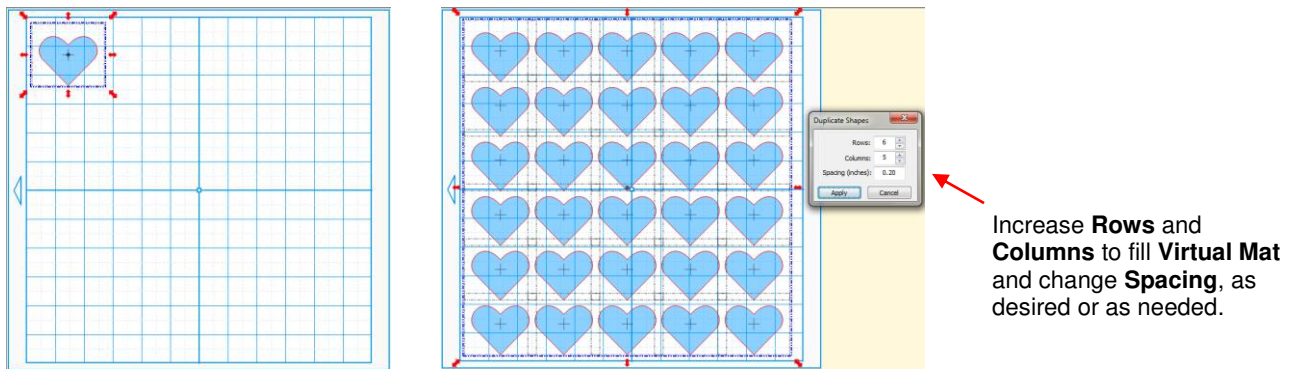 Duplicate Shapes
Rows: 6
Columns: 5
Spacing (inches): 0.20
Apply Cancel
Increase Rows and
Columns to fill Virtual Mat
and change Spacing, as
desired or as needed.